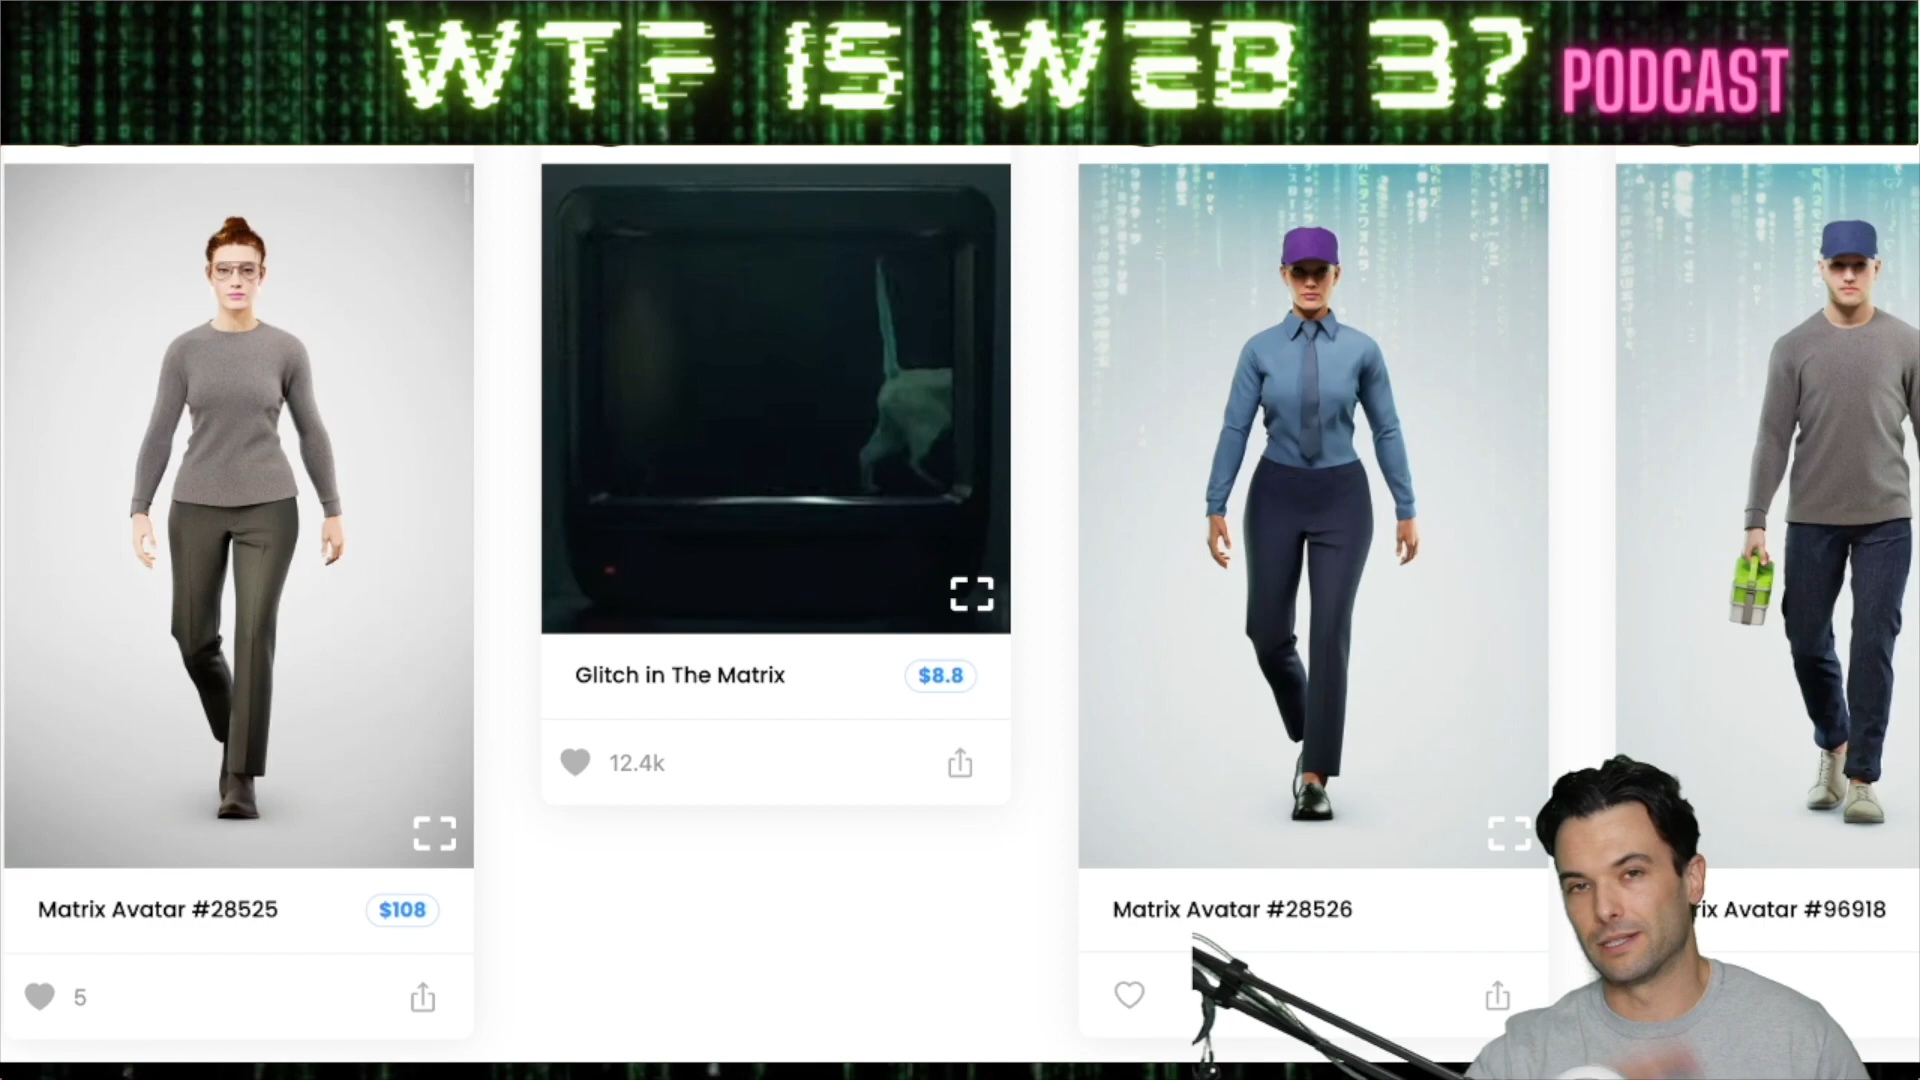 WTF IS WEB 3?
PODCAST
Matrix Avatar #28525
$108
5
Glitch in The Matrix
$8.8
12.4k
Matrix Avatar #28526
rix Avatar #96918